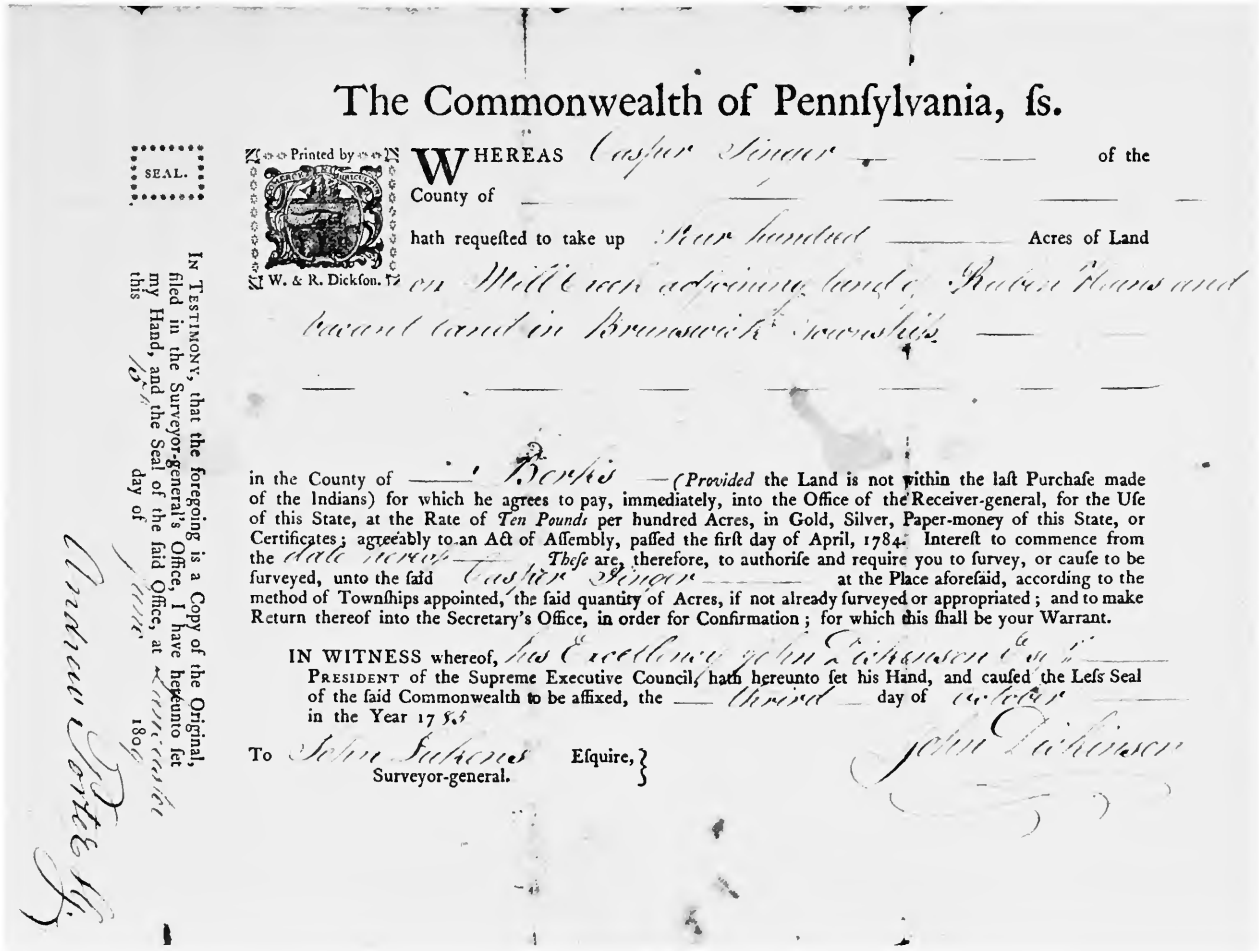 The Commonwealth of Pennſylvania, ſs.
Printed by
W. & R. Dickſon.
WHEREAS Casper Singer of the
County of
hath requeſted to take up Four hundred Acres of Land
on Mill Creek adjoining land of Ruben Hains and
vacant land in Brunswick Township
in the County of Berks (Provided the Land is not within the laſt Purchaſe made
of the Indians) for which he agrees to pay, immediately, into the Office of the Receiver-general, for the Uſe
of this State, at the Rate of Ten Pounds per hundred Acres, in Gold, Silver, Paper-money of this State, or
Certificates; agreeably to an Act of Aſſembly, paſſed the firſt day of April, 1784. Intereſt to commence from
the date hereof Theſe are, therefore, to authoriſe and require you to ſurvey, or cauſe to be
ſurveyed, unto the ſaid Casper Singer at the Place aforeſaid, according to the
method of Townſhips appointed, the ſaid quantity of Acres, if not already ſurveyed or appropriated; and to make
Return thereof into the Secretary's Office, in order for Confirmation; for which this ſhall be your Warrant.
IN WITNESS whereof, his Excellency John Dickinson Esqr
PRESIDENT of the Supreme Executive Council, hath hereunto ſet his Hand, and cauſed the Leſs Seal
of the ſaid Commonwealth to be affixed, the third day of october
in the Year 1785
John Dickinson
To John Lukens Eſquire,
Surveyor-general.
SEAL.
IN TESTIMONY, that the foregoing is a Copy of the Original,
filed in the Surveyor-general's Office, I have hereunto ſet
my Hand, and the Seal of the ſaid Office, at Lancaster
this 15th day of June 1809
Andrew Porter SG.